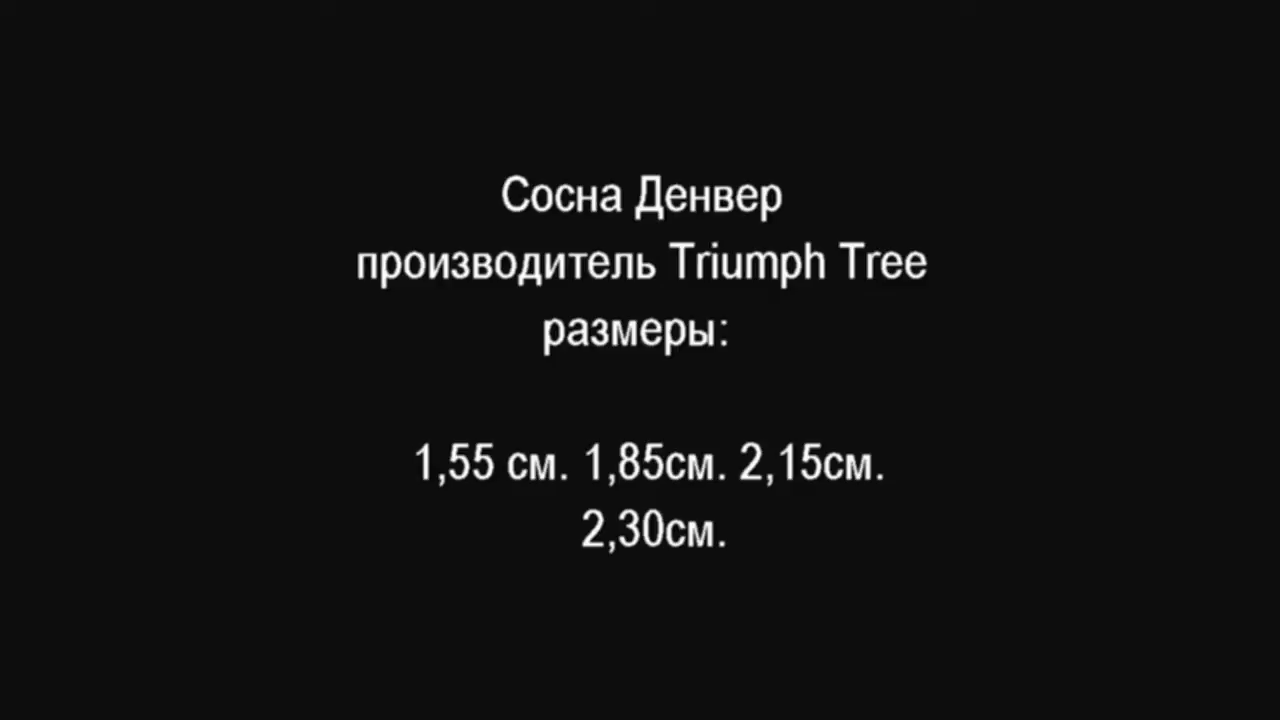 Сосна Денвер
производитель Triumph Tree
размеры:
1,55 см. 1,85см. 2,15см.
2,30см.